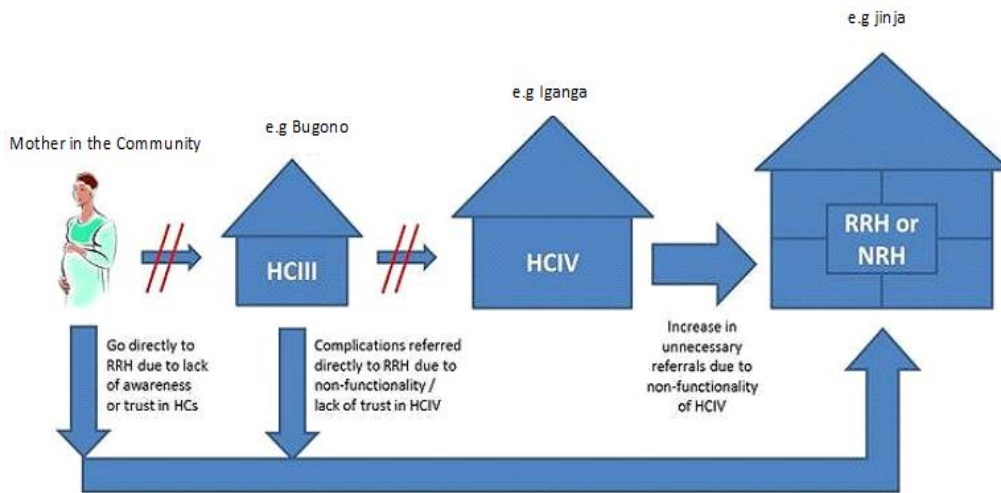 e.g jinja
e.g Iganga
e.g Bugono
Mother in the Community
HCIII
HCIV
RRH or
NRH
Go directly to
RRH due to lack
of awareness
or trust in HCs
Complications referred
directly to RRH due to
non-functionality /
lack of trust in HCIV
Increase in
unnecessary
referrals due to
non-functionality
of HCIV